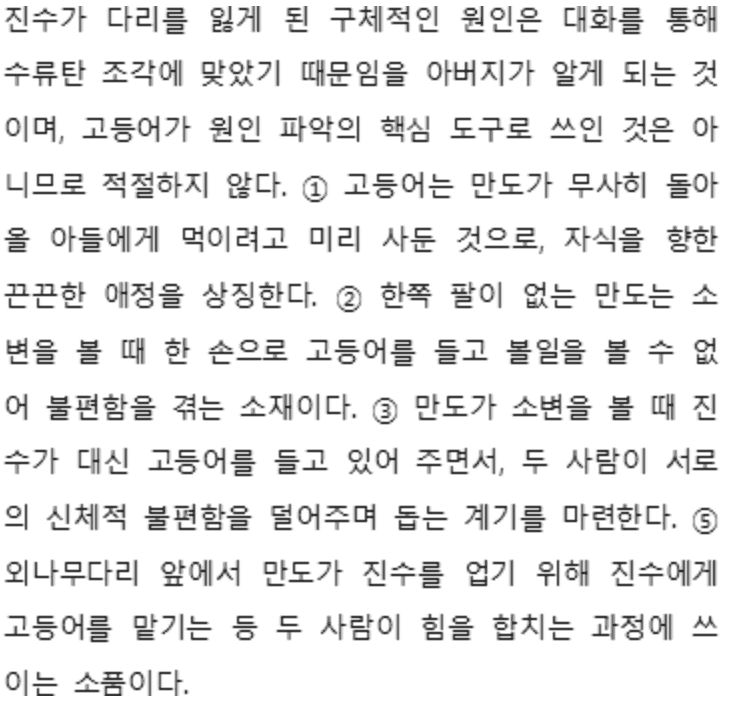 진수가 다리를 잃게 된 구체적인 원인은 대화를 통해
수류탄 조각에 맞았기 때문임을 아버지가 알게 되는 것
이며, 고등어가 원인 파악의 핵심 도구로 쓰인 것은 아
니므로 적절하지 않다. ① 고등어는 만도가 무사히 돌아
올 아들에게 먹이려고 미리 사둔 것으로, 자식을 향한
끈끈한 애정을 상징한다. ② 한쪽 팔이 없는 만도는 소
변을 볼 때 한 손으로 고등어를 들고 볼일을 볼 수 없
어 불편함을 겪는 소재이다. ③ 만도가 소변을 볼 때 진
수가 대신 고등어를 들고 있어 주면서, 두 사람이 서로
의 신체적 불편함을 덜어주며 돕는 계기를 마련한다. ⑤
외나무다리 앞에서 만도가 진수를 업기 위해 진수에게
고등어를 맡기는 등 두 사람이 힘을 합치는 과정에 쓰
이는 소품이다.